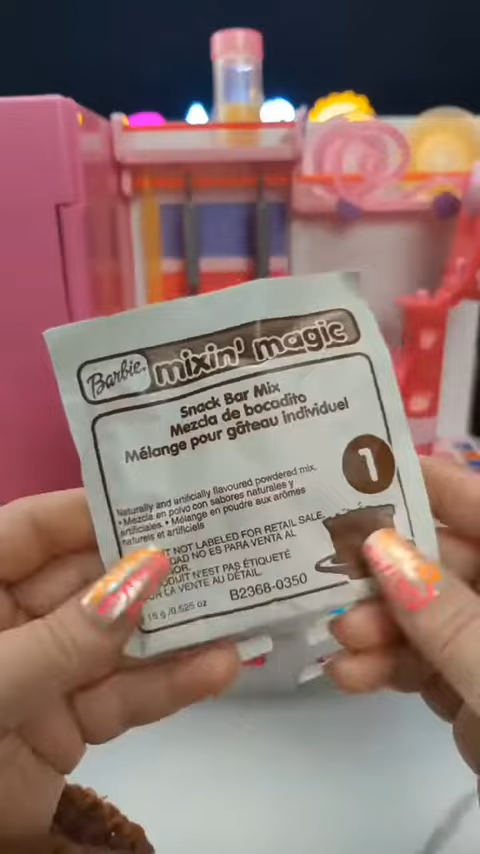 Barbie mixin' magic
Snack Bar Mix
Mezcla de bocadito
Mélange pour gâteau individuel
1
Naturally and artificially flavoured powdered mix.
• Mezcla en polvo con sabores naturales y
artificiales. • Mélange en poudre aux arômes
naturels et artificiels
NOT LABELED FOR RETAIL SALE.
NO ES PARA VENTA AL
N'EST PAS ÉTIQUETÉ
LA VENTE AU DÉTAIL.
15 g/0.525 oz B2368-0350